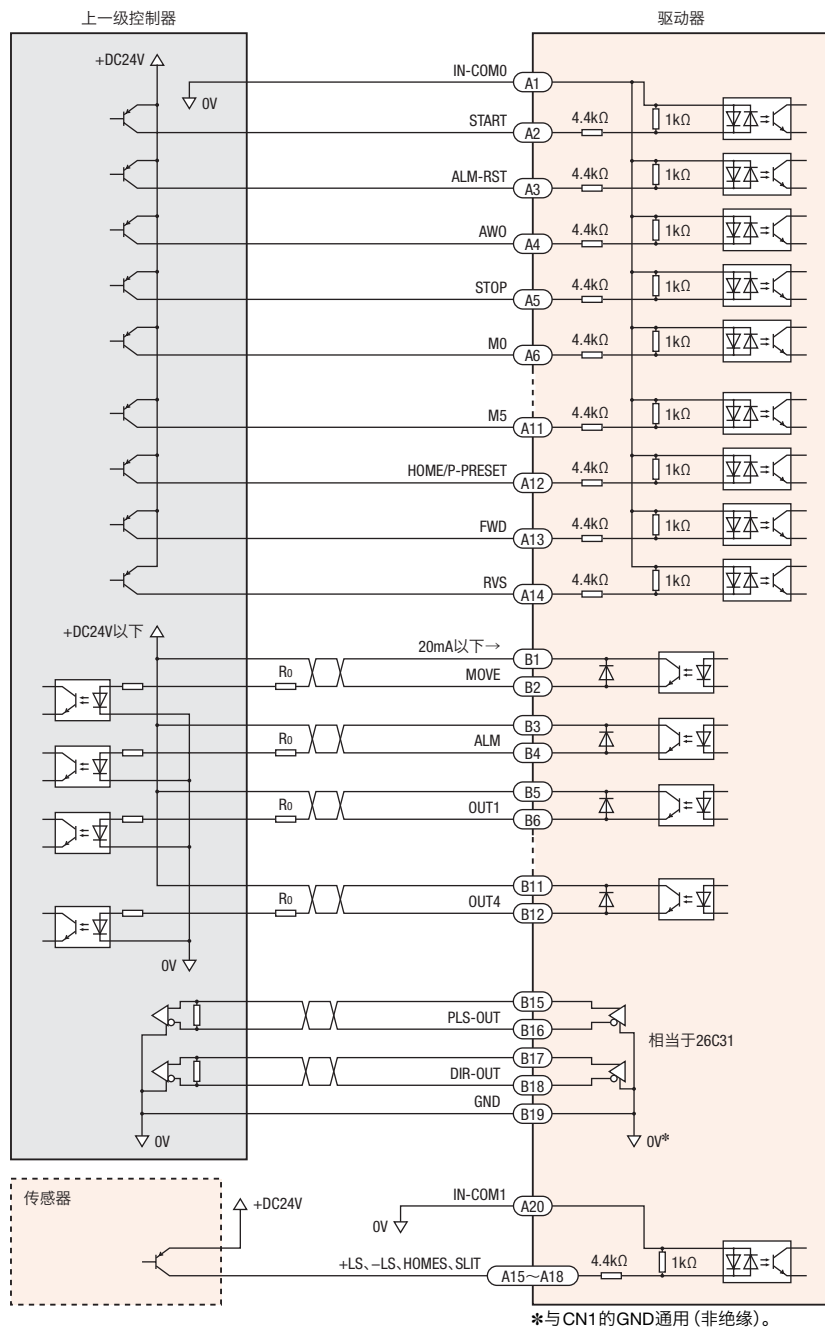 上一级控制器
驱动器
+DC24V
0V
IN-COM0
A1
START
A2
4.4kΩ
1kΩ
ALM-RST
A3
4.4kΩ
1kΩ
AWO
A4
4.4kΩ
1kΩ
STOP
A5
4.4kΩ
1kΩ
M0
A6
4.4kΩ
1kΩ
M5
A11
4.4kΩ
1kΩ
HOME/P-PRESET
A12
4.4kΩ
1kΩ
FWD
A13
4.4kΩ
1kΩ
RVS
A14
4.4kΩ
1kΩ
+DC24V以下
20mA以下→
B1
R0
MOVE
B2
B3
R0
ALM
B4
B5
R0
OUT1
B6
B11
R0
OUT4
B12
0V
B15
PLS-OUT
B16
相当于26C31
B17
DIR-OUT
B18
GND
B19
0V
0V*
传感器
+DC24V
IN-COM1
A20
0V
+LS、−LS、HOMES、SLIT
A15～A18
4.4kΩ
1kΩ
*与CN1的GND通用（非绝缘）。